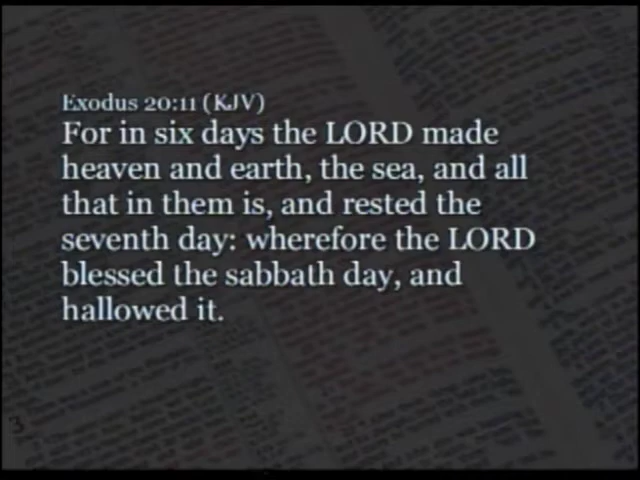 Exodus 20:11 (KJV)
For in six days the LORD made
heaven and earth, the sea, and all
that in them is, and rested the
seventh day: wherefore the LORD
blessed the sabbath day, and
hallowed it.
3